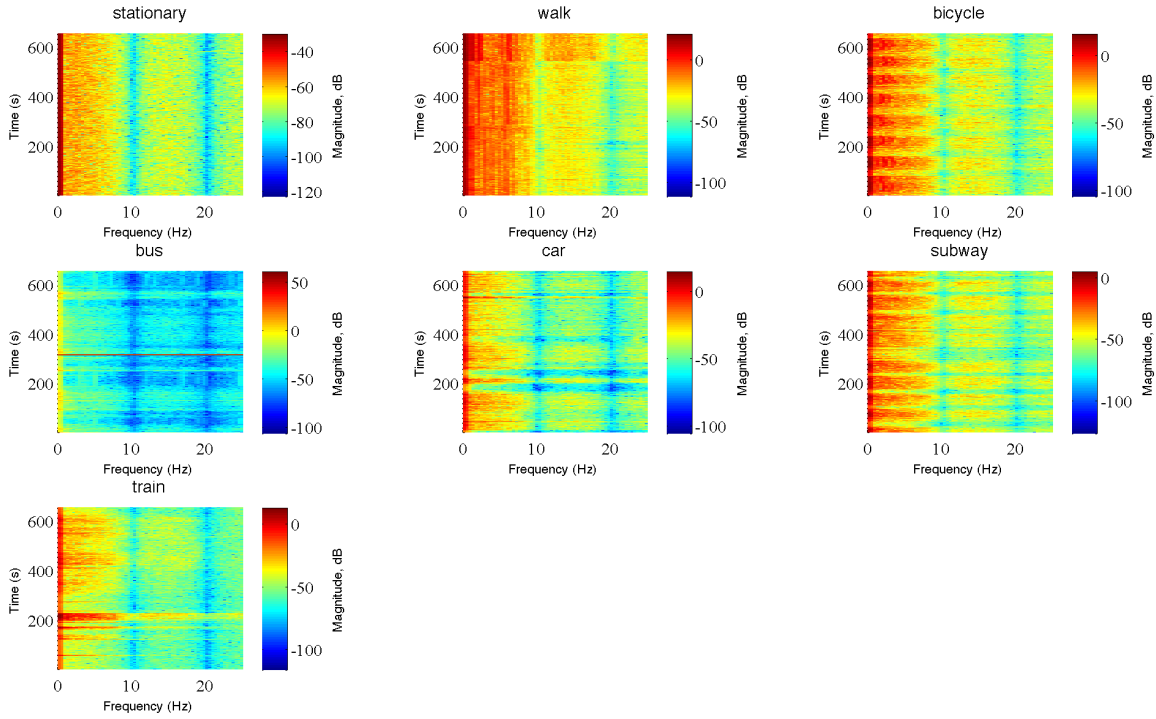 stationary
600
400
200
Time (s)
0
10
20
Frequency (Hz)
-40
-60
-80
-100
-120
Magnitude, dB
walk
600
400
200
Time (s)
0
10
20
Frequency (Hz)
0
-50
-100
Magnitude, dB
bicycle
600
400
200
Time (s)
0
10
20
Frequency (Hz)
0
-50
-100
Magnitude, dB
bus
600
400
200
Time (s)
0
10
20
Frequency (Hz)
50
0
-50
-100
Magnitude, dB
car
600
400
200
Time (s)
0
10
20
Frequency (Hz)
0
-50
-100
Magnitude, dB
subway
600
400
200
Time (s)
0
10
20
Frequency (Hz)
0
-50
-100
Magnitude, dB
train
600
400
200
Time (s)
0
10
20
Frequency (Hz)
0
-50
-100
Magnitude, dB